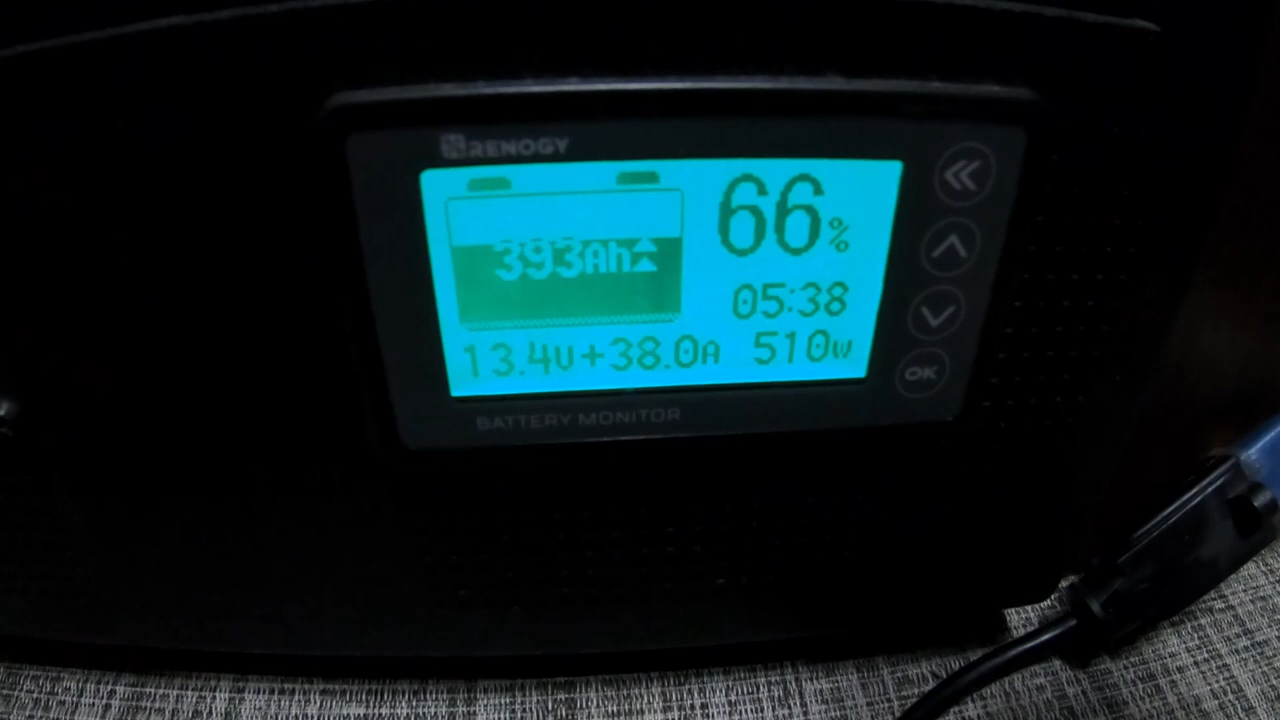 RENOGY
66%
393Ah
05:38
13.4V+38.0A 510W
OK
BATTERY MONITOR